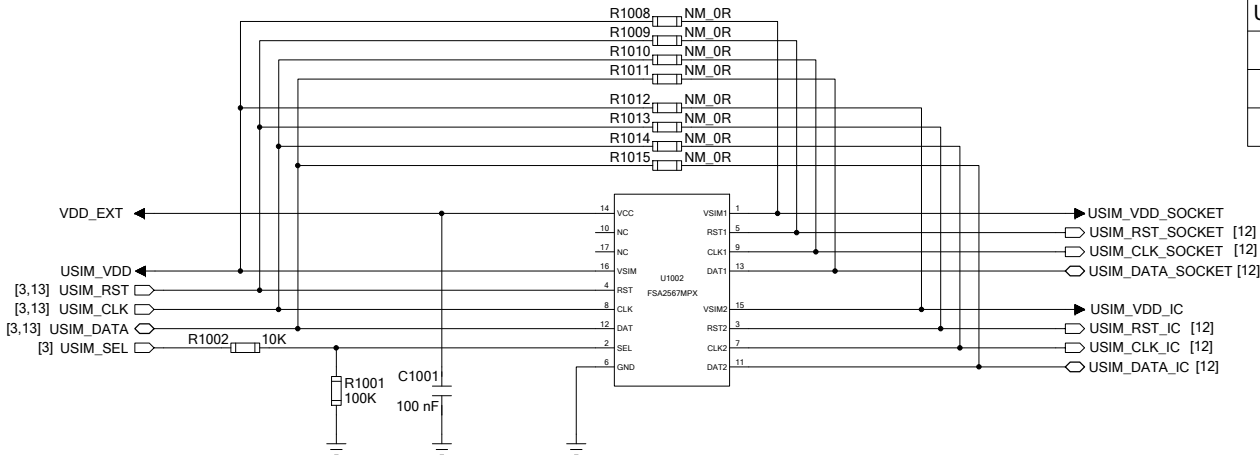 R1008 NM_0R
R1009 NM_0R
R1010 NM_0R
R1011 NM_0R
R1012 NM_0R
R1013 NM_0R
R1014 NM_0R
R1015 NM_0R
U
VDD_EXT 14 VCC VSIM1 1 USIM_VDD_SOCKET
10 NC RST1 5 USIM_RST_SOCKET [12]
17 NC CLK1 9 USIM_CLK_SOCKET [12]
USIM_VDD 16 VSIM DAT1 13 USIM_DATA_SOCKET [12]
U1002
FSA2567MPX
[3,13] USIM_RST 4 RST
[3,13] USIM_CLK 8 CLK VSIM2 15 USIM_VDD_IC
[3,13] USIM_DATA 12 DAT RST2 3 USIM_RST_IC [12]
[3] USIM_SEL R1002 10K 2 SEL CLK2 7 USIM_CLK_IC [12]
6 GND DAT2 11 USIM_DATA_IC [12]
R1001
100K
C1001
100 nF